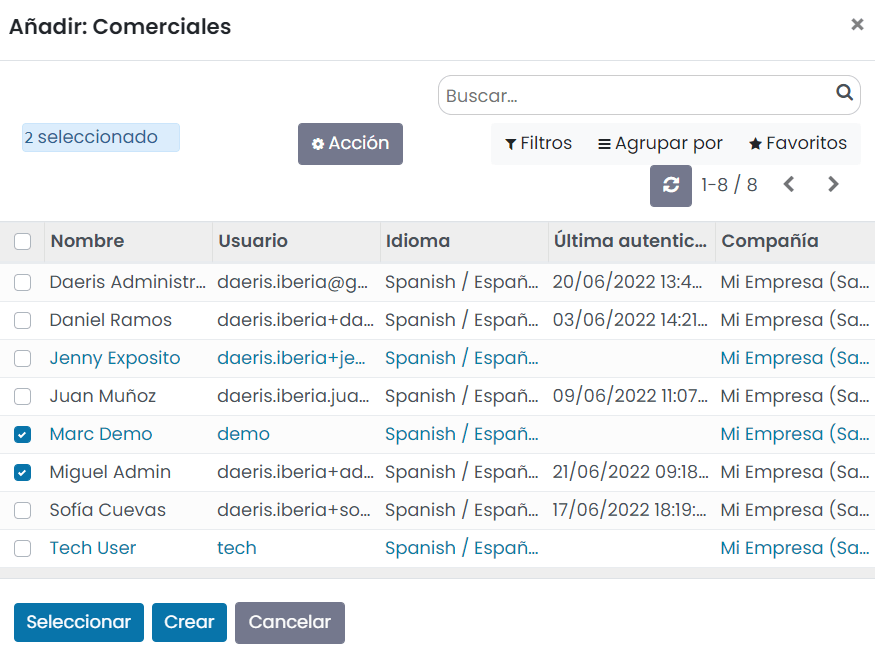 Añadir: Comerciales
×
Buscar...
2 seleccionado
Acción
Filtros Agrupar por Favoritos
1-8 / 8
Nombre Usuario Idioma Última autentic... Compañía
Daeris Administr... daeris.iberia@g... Spanish / Españ... 20/06/2022 13:4... Mi Empresa (Sa...
Daniel Ramos daeris.iberia+da... Spanish / Españ... 03/06/2022 14:21... Mi Empresa (Sa...
Jenny Exposito daeris.iberia+je... Spanish / Españ... Mi Empresa (Sa...
Juan Muñoz daeris.iberia.jua... Spanish / Españ... 09/06/2022 11:07... Mi Empresa (Sa...
Marc Demo demo Spanish / Españ... Mi Empresa (Sa...
Miguel Admin daeris.iberia+ad... Spanish / Españ... 21/06/2022 09:18... Mi Empresa (Sa...
Sofía Cuevas daeris.iberia+so... Spanish / Españ... 17/06/2022 18:19:... Mi Empresa (Sa...
Tech User tech Spanish / Españ... Mi Empresa (Sa...
Seleccionar Crear Cancelar